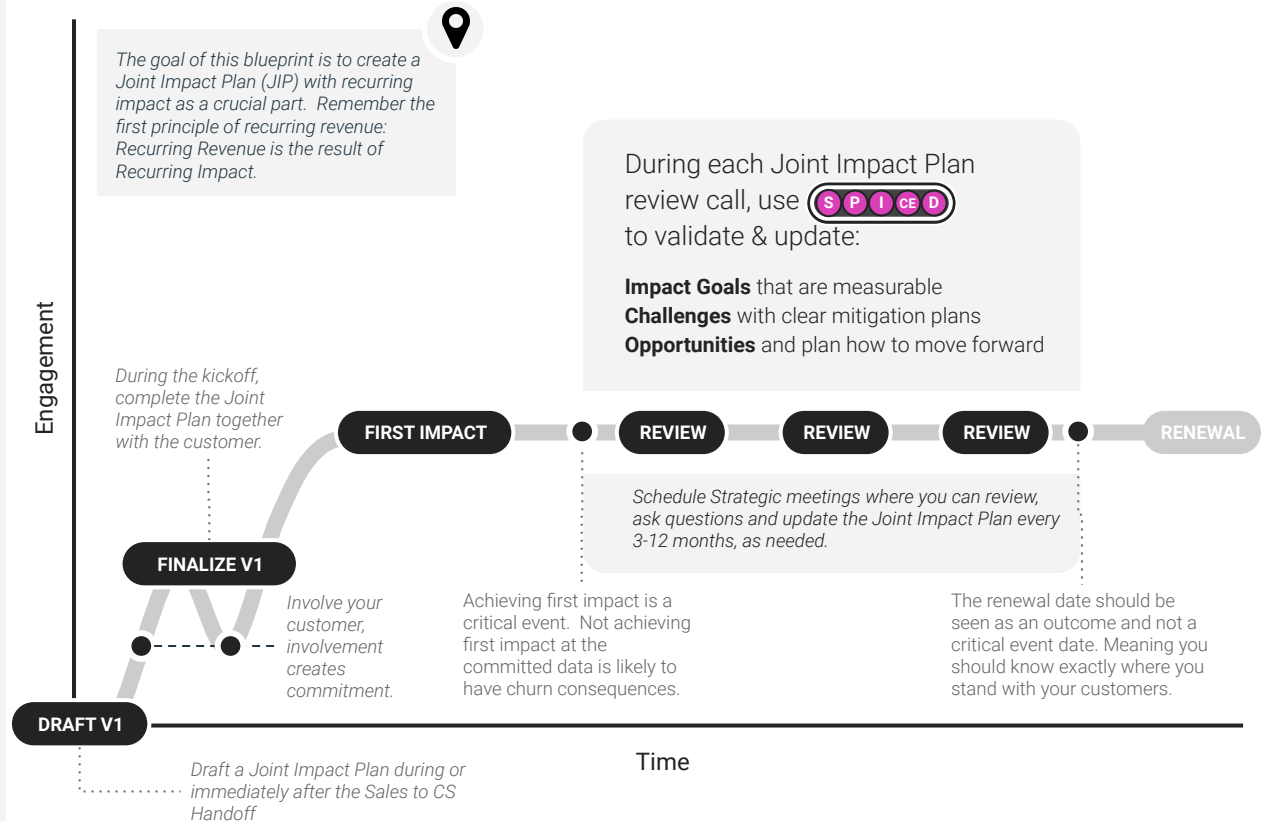 The goal of this blueprint is to create a
Joint Impact Plan (JIP) with recurring
impact as a crucial part.  Remember the
first principle of recurring revenue:
Recurring Revenue is the result of
Recurring Impact.
During each Joint Impact Plan
review call, use S P I CE D
to validate & update:
Impact Goals that are measurable
Challenges with clear mitigation plans
Opportunities and plan how to move forward
Engagement
During the kickoff,
complete the Joint
Impact Plan together
with the customer.
FIRST IMPACT
REVIEW
REVIEW
REVIEW
RENEWAL
Schedule Strategic meetings where you can review,
ask questions and update the Joint Impact Plan every
3-12 months, as needed.
FINALIZE V1
Involve your
customer,
involvement
creates
commitment.
Achieving first impact is a
critical event.  Not achieving
first impact at the
committed data is likely to
have churn consequences.
The renewal date should be
seen as an outcome and not a
critical event date. Meaning you
should know exactly where you
stand with your customers.
DRAFT V1
Time
Draft a Joint Impact Plan during or
immediately after the Sales to CS
Handoff